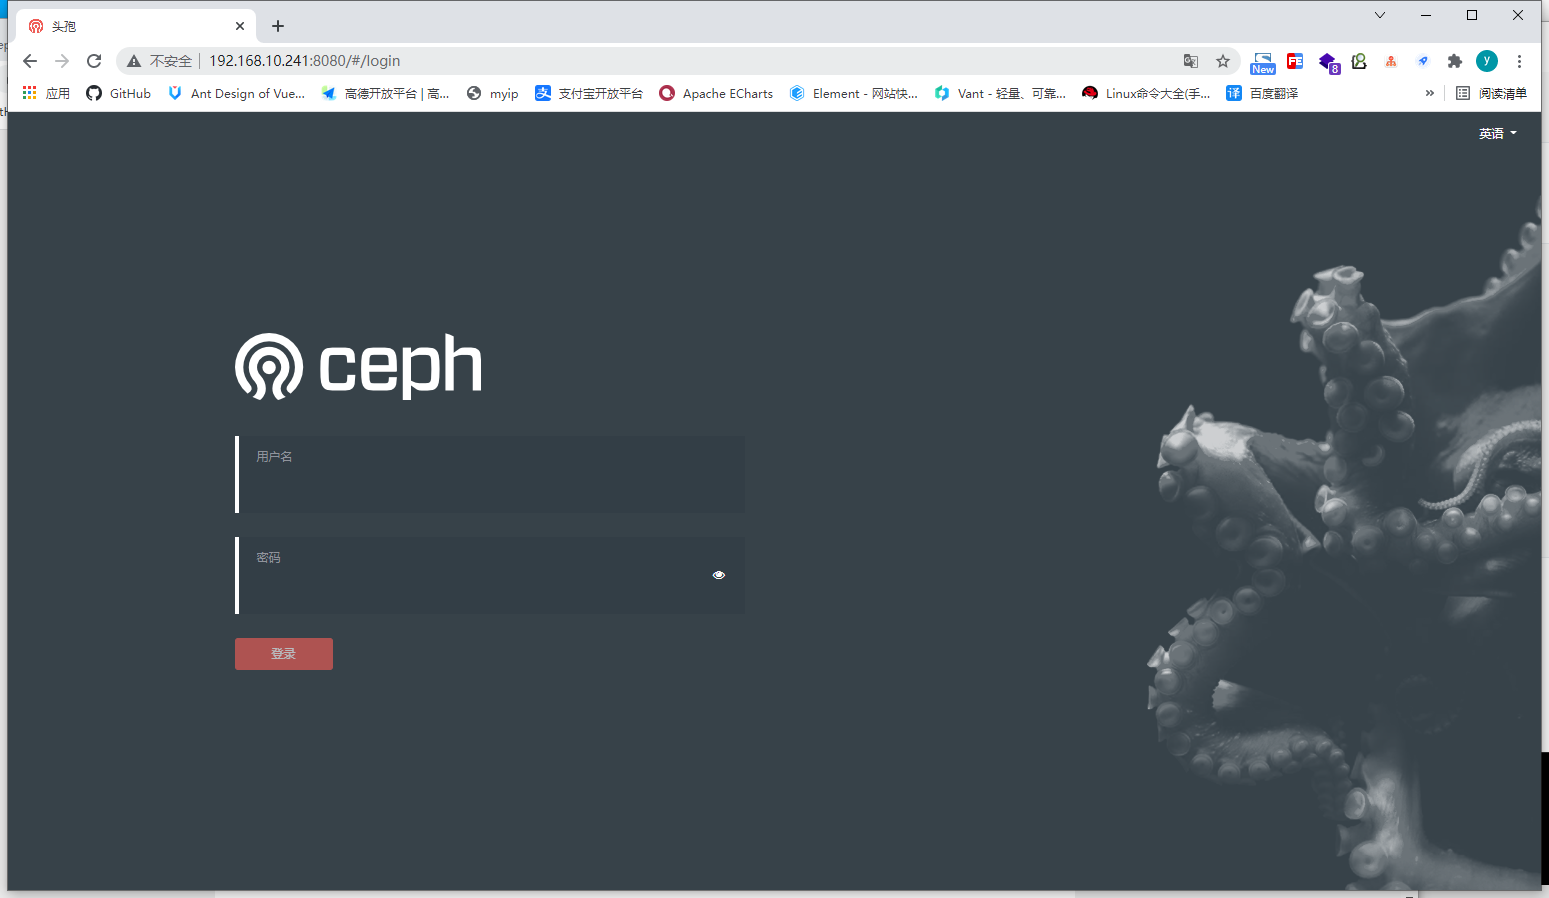 头孢
不安全 192.168.10.241:8080/#/login
New
FE
8
y
应用
GitHub
Ant Design of Vue...
高德开放平台 | 高...
myip
支付宝开放平台
Apache ECharts
Element - 网站快...
Vant - 轻量、可靠...
Linux命令大全(手...
译 百度翻译
»
阅读清单
英语
ceph
用户名
密码
登录